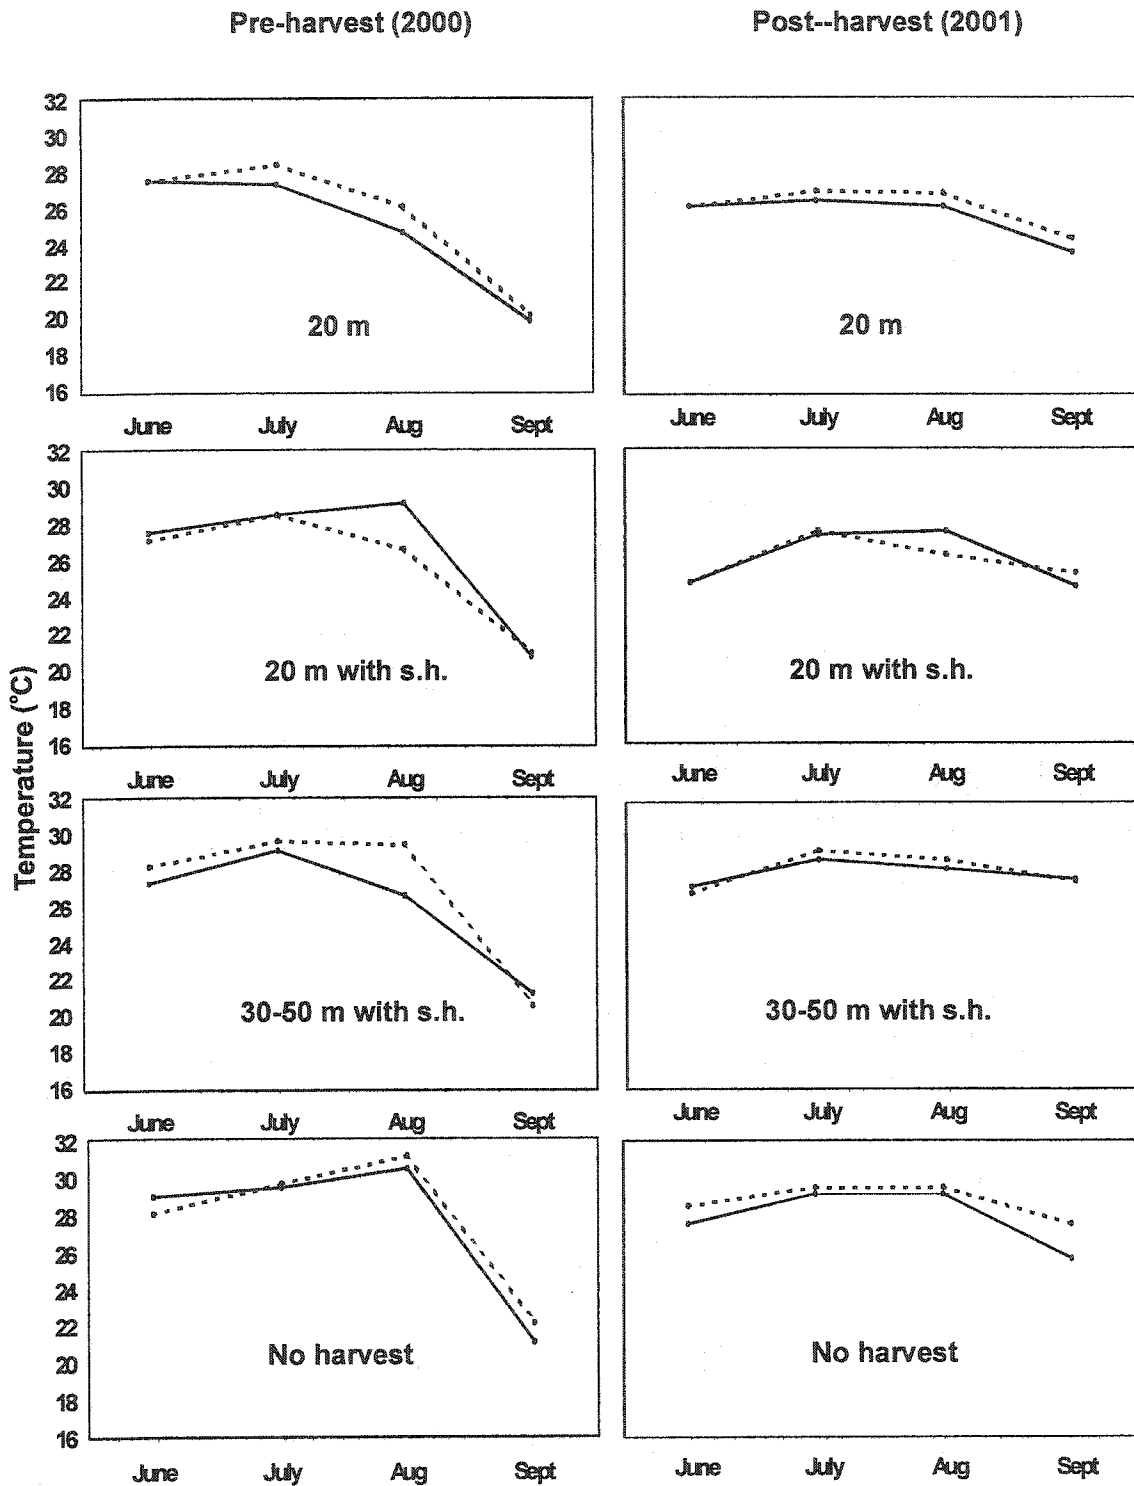 Pre-harvest (2000) Post--harvest (2001)
32
30
28
26
24
22
20
18
16
20 m
20 m
June July Aug Sept
June July Aug Sept
32
30
28
26
24
22
20
18
16
20 m with s.h.
20 m with s.h.
June July Aug Sept
June July Aug Sept
Temperature (°C)
32
30
28
26
24
22
20
18
16
30-50 m with s.h.
30-50 m with s.h.
June July Aug Sept
June July Aug Sept
32
30
28
26
24
22
20
18
16
No harvest
No harvest
June July Aug Sept
June July Aug Sept